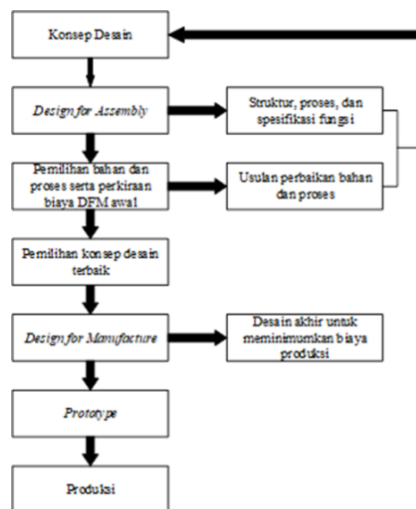 Konsep Desain
Design for Assembly
Struktur, proses, dan
spesifikasi fungsi
Pemilihan bahan dan
proses serta perkiraan
biaya DFM awal
Usulan perbaikan bahan
dan proses
Pemilihan konsep desain
terbaik
Design for Manufacture
Desain akhir untuk
meminimumkan biaya
produksi
Prototype
Produksi